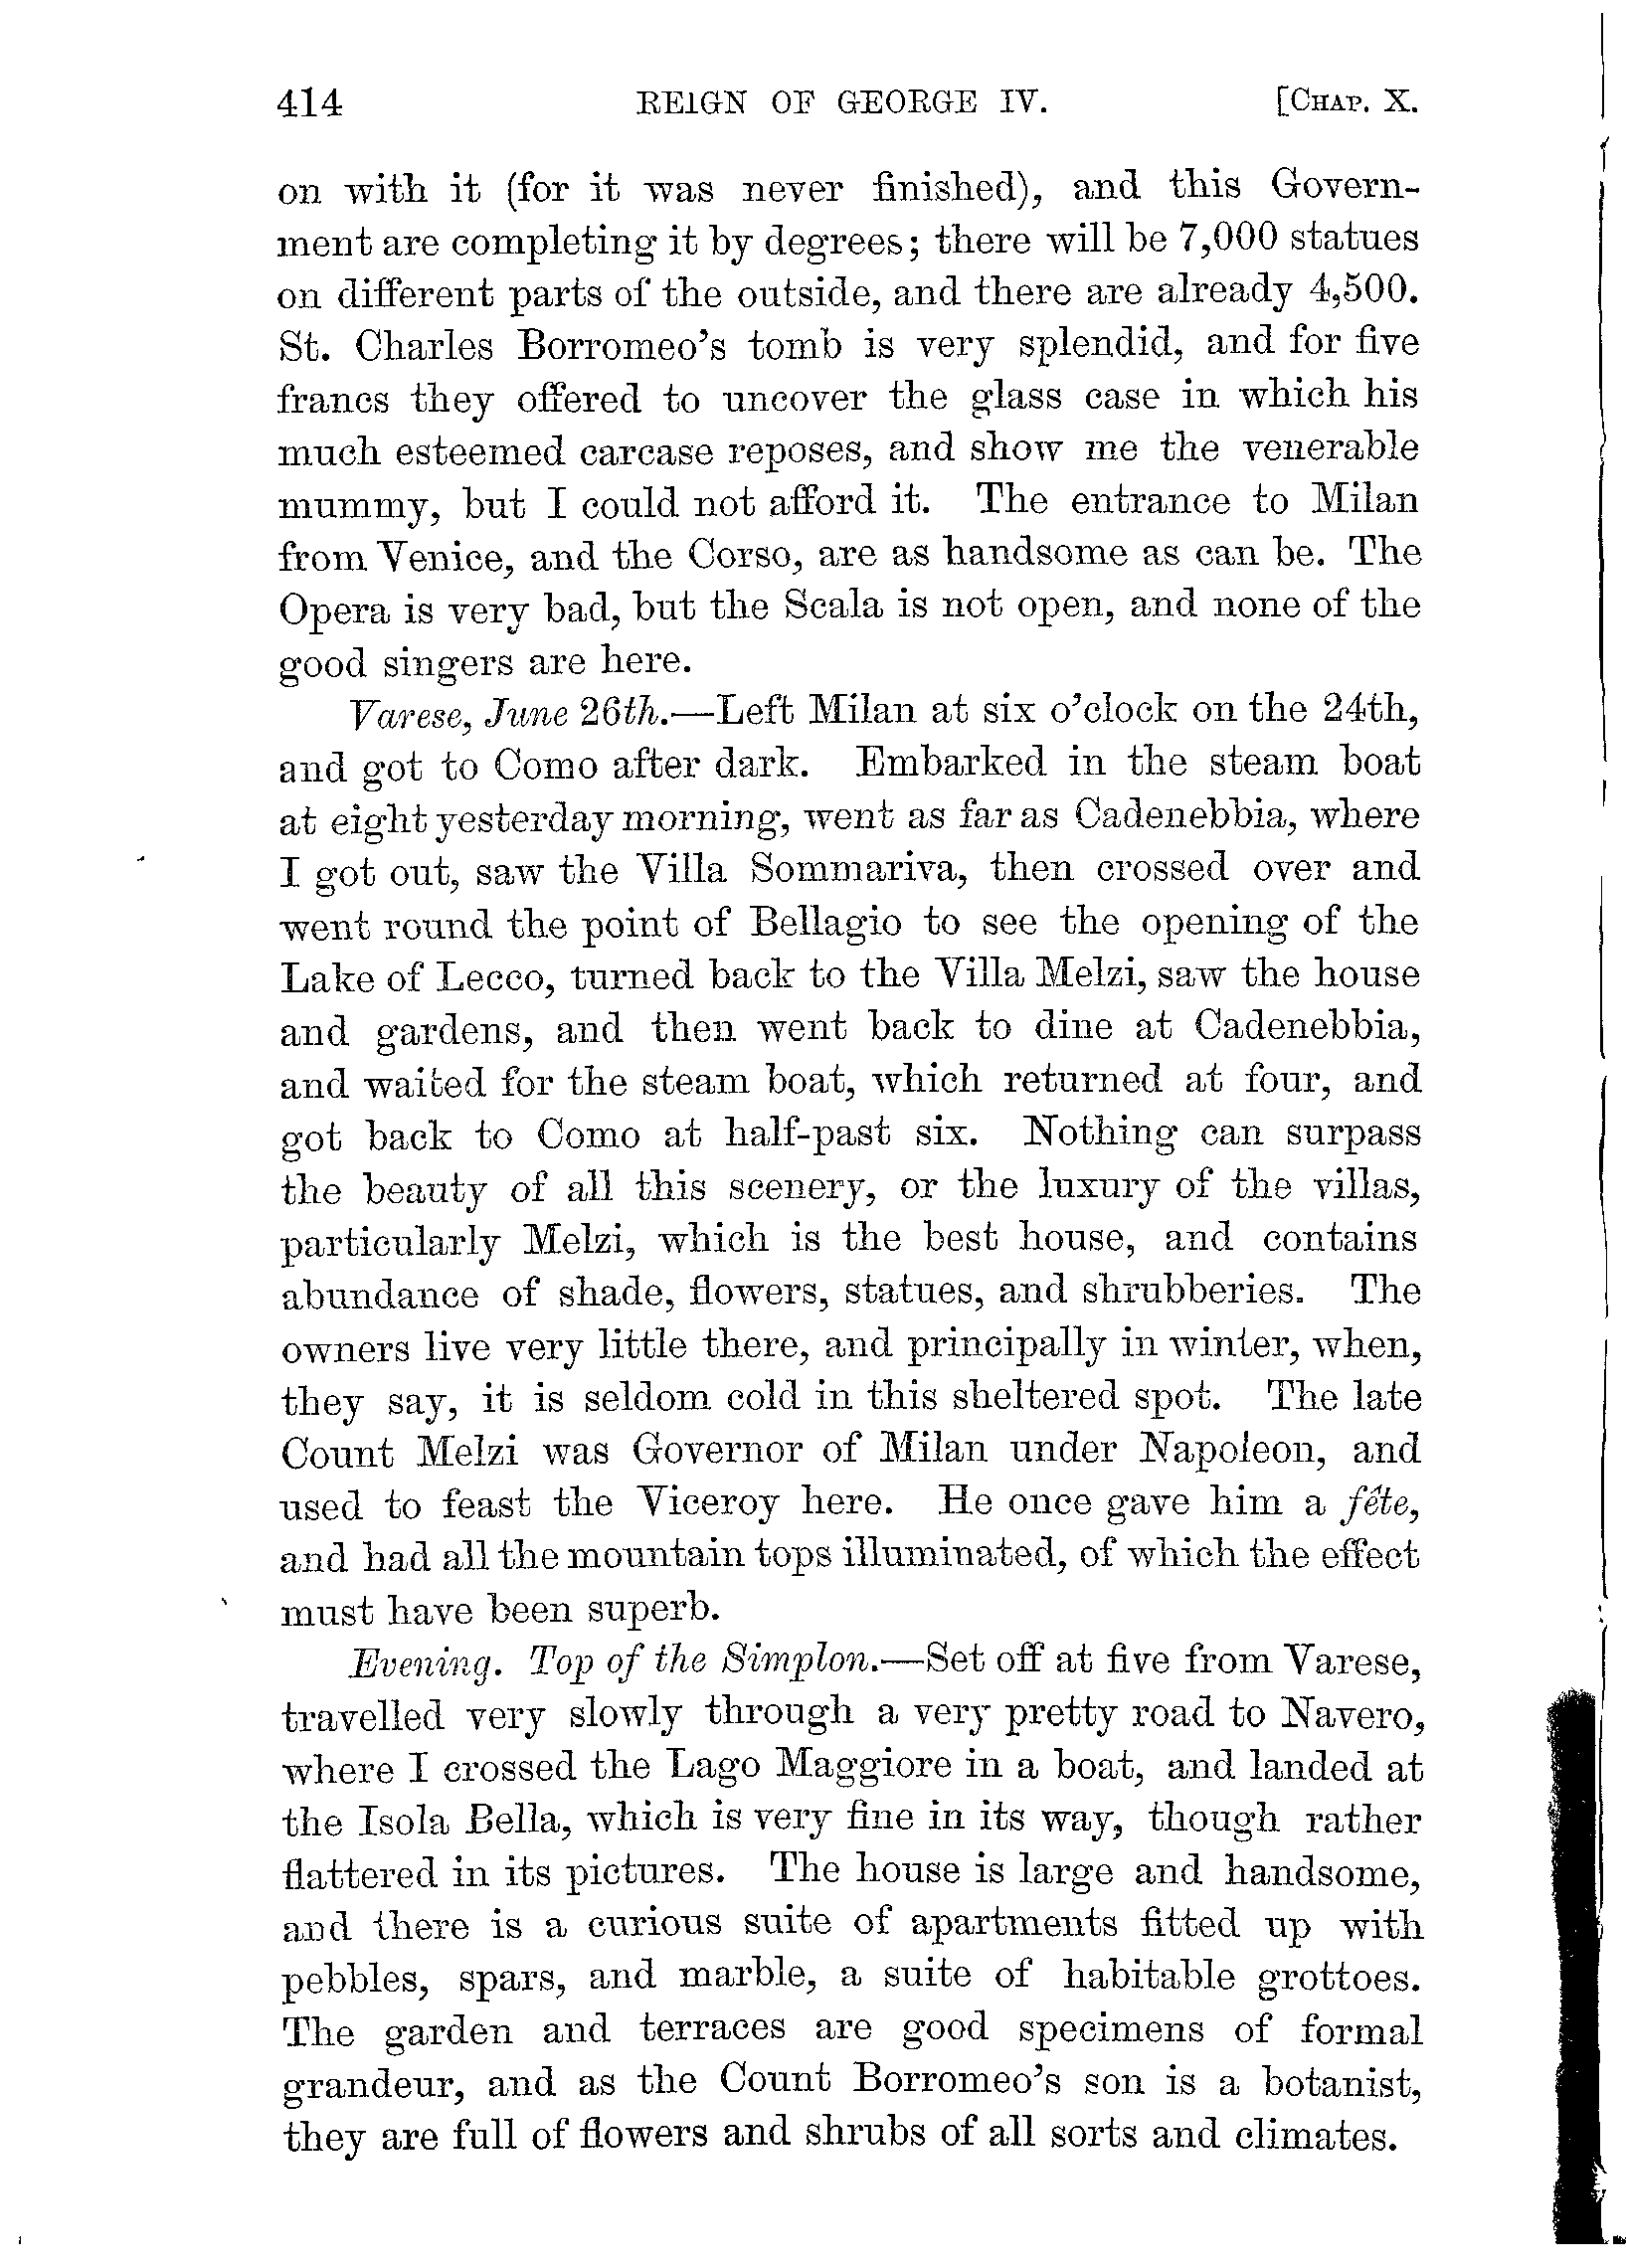 414 REIGN OF GEORGE IV. [CHAP. X.
on with it (for it was never finished), and this Govern-
ment are completing it by degrees; there will be 7,000 statues
on different parts of the outside, and there are already 4,500.
St. Charles Borromeo's tomb is very splendid, and for five
francs they offered to uncover the glass case in which his
much esteemed carcase reposes, and show me the venerable
mummy, but I could not afford it. The entrance to Milan
from Venice, and the Corso, are as handsome as can be. The
Opera is very bad, but the Scala is not open, and none of the
good singers are here.
Varese, June 26th.—Left Milan at six o'clock on the 24th,
and got to Como after dark. Embarked in the steam boat
at eight yesterday morning, went as far as Cadenebbia, where
I got out, saw the Villa Sommariva, then crossed over and
went round the point of Bellagio to see the opening of the
Lake of Lecco, turned back to the Villa Melzi, saw the house
and gardens, and then went back to dine at Cadenebbia,
and waited for the steam boat, which returned at four, and
got back to Como at half-past six. Nothing can surpass
the beauty of all this scenery, or the luxury of the villas,
particularly Melzi, which is the best house, and contains
abundance of shade, flowers, statues, and shrubberies. The
owners live very little there, and principally in winter, when,
they say, it is seldom cold in this sheltered spot. The late
Count Melzi was Governor of Milan under Napoleon, and
used to feast the Viceroy here. He once gave him a fête,
and had all the mountain tops illuminated, of which the effect
must have been superb.
Evening. Top of the Simplon.—Set off at five from Varese,
travelled very slowly through a very pretty road to Navero,
where I crossed the Lago Maggiore in a boat, and landed at
the Isola Bella, which is very fine in its way, though rather
flattered in its pictures. The house is large and handsome,
and there is a curious suite of apartments fitted up with
pebbles, spars, and marble, a suite of habitable grottoes.
The garden and terraces are good specimens of formal
grandeur, and as the Count Borromeo's son is a botanist,
they are full of flowers and shrubs of all sorts and climates.